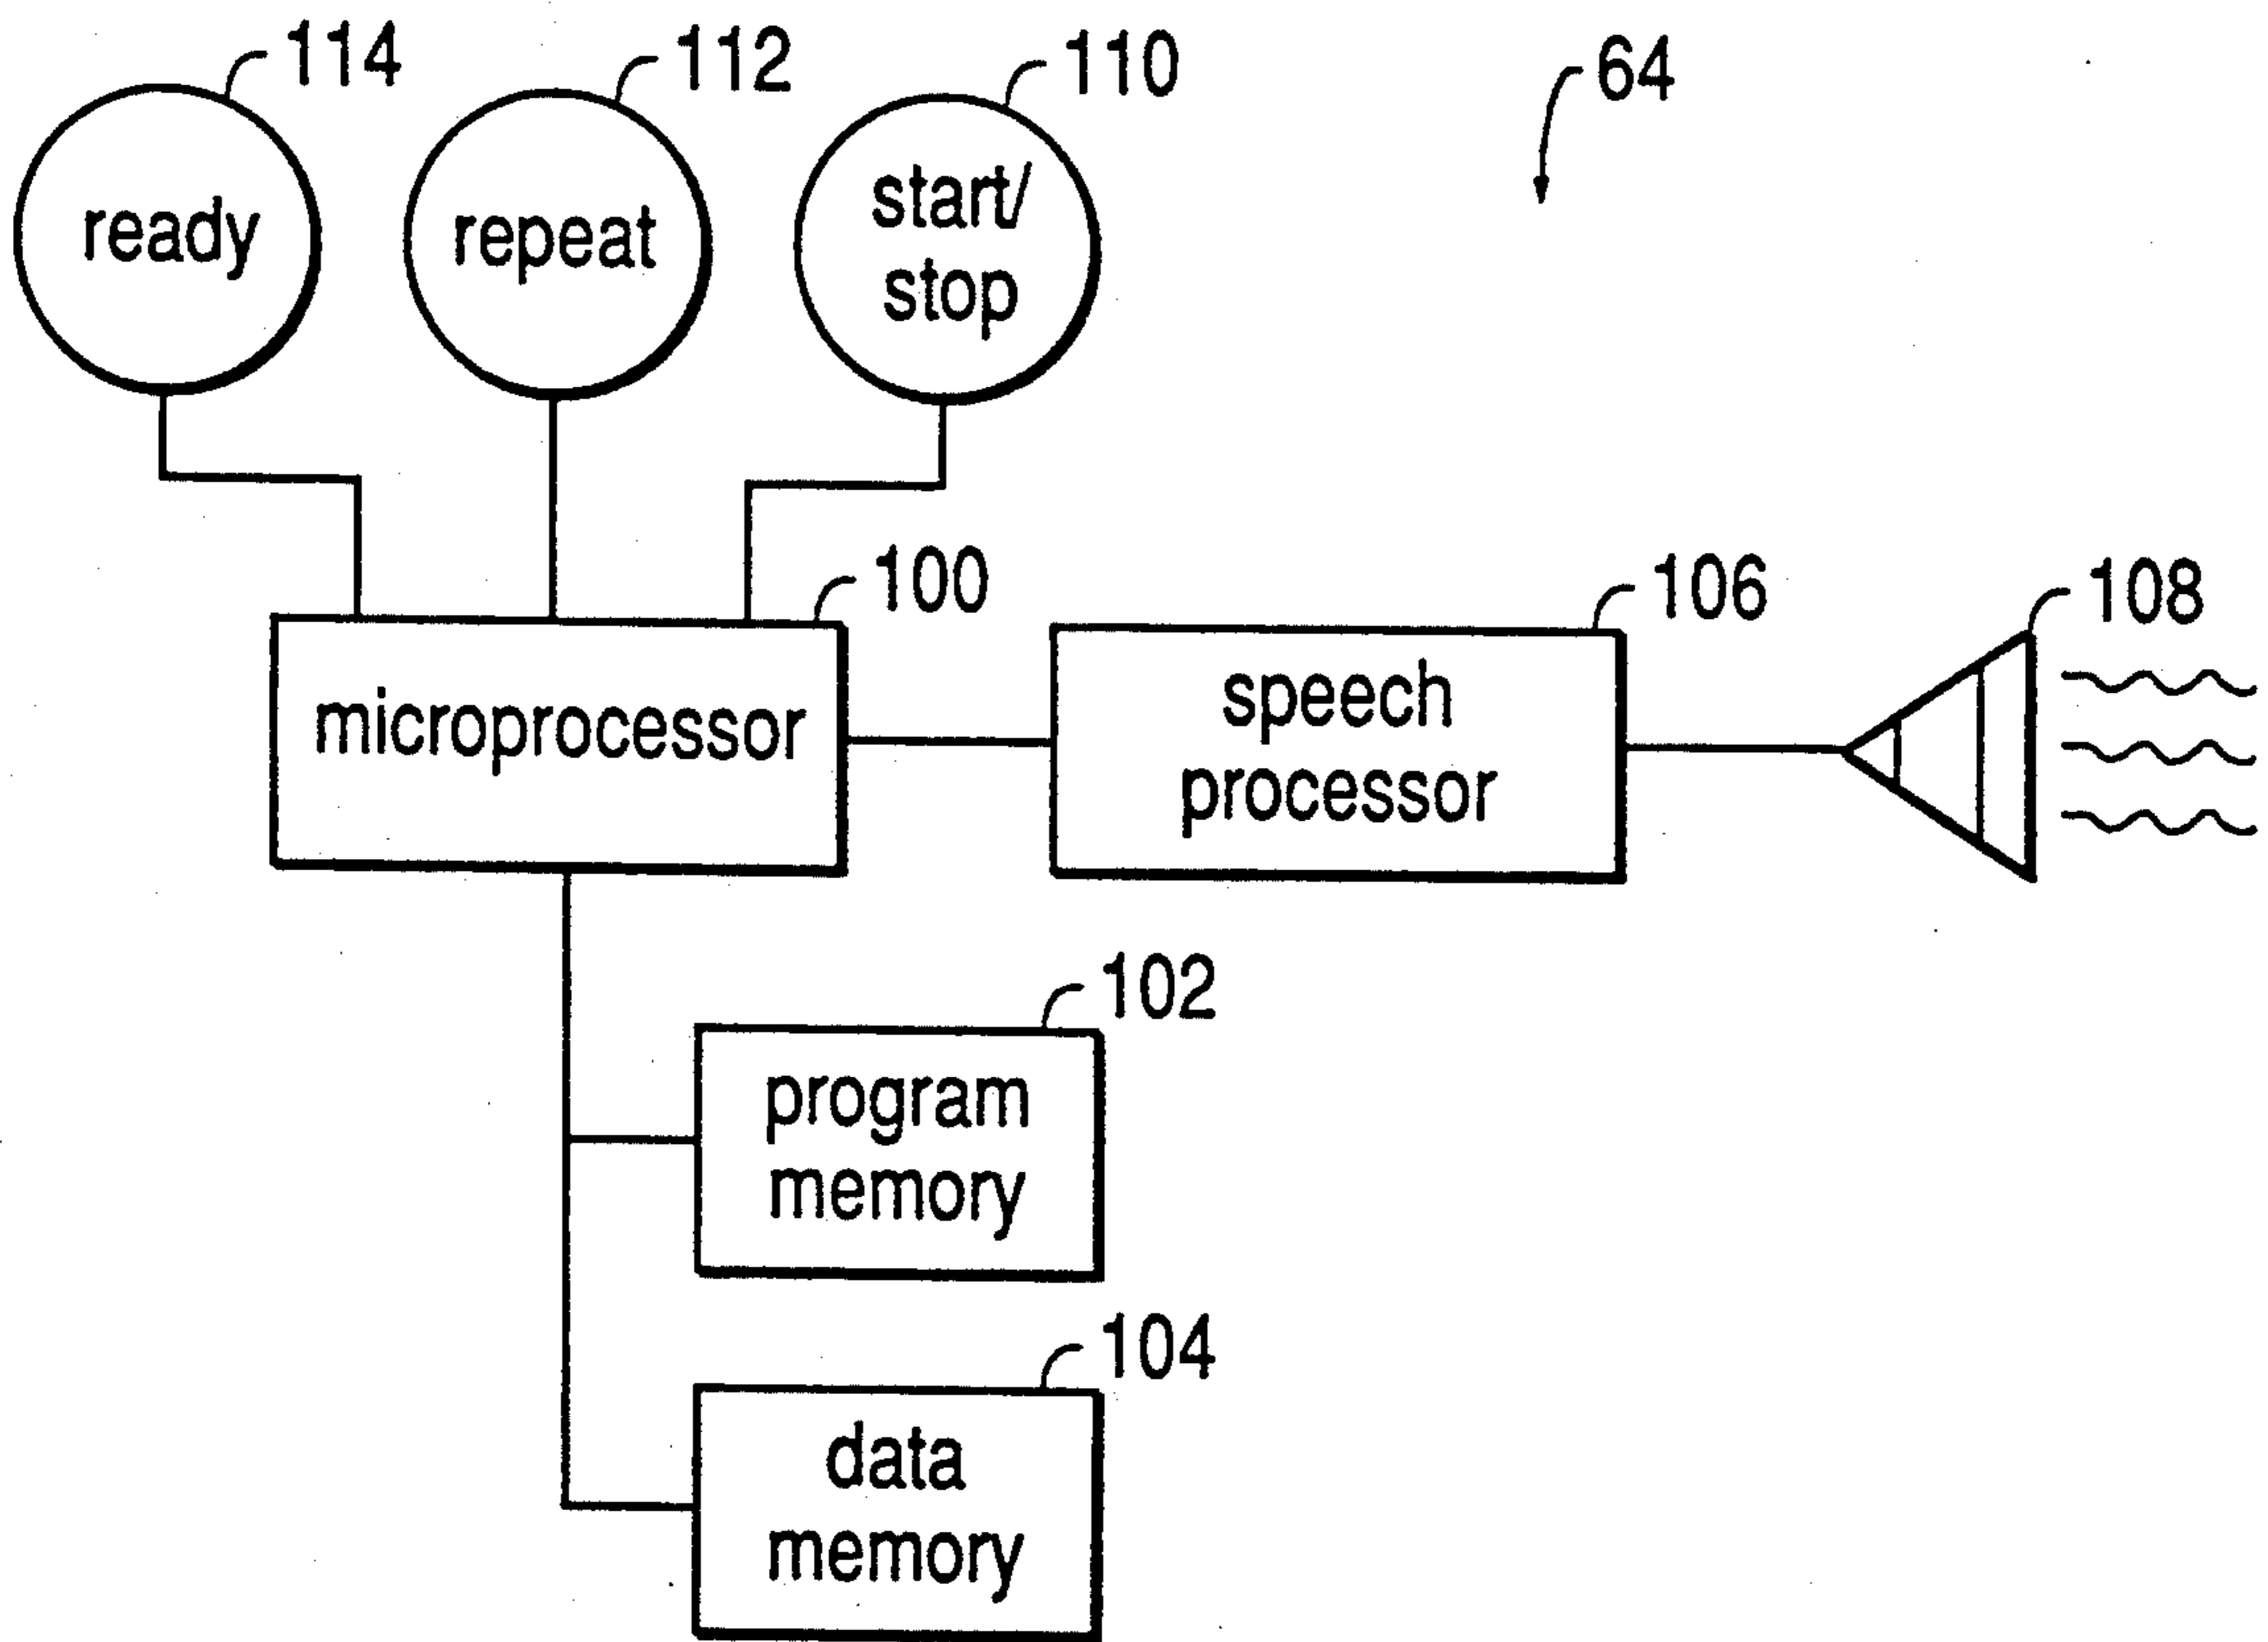 114
112
110
64
ready
repeat
start/
stop
100
106
108
microprocessor
speech
processor
102
program
memory
104
data
memory